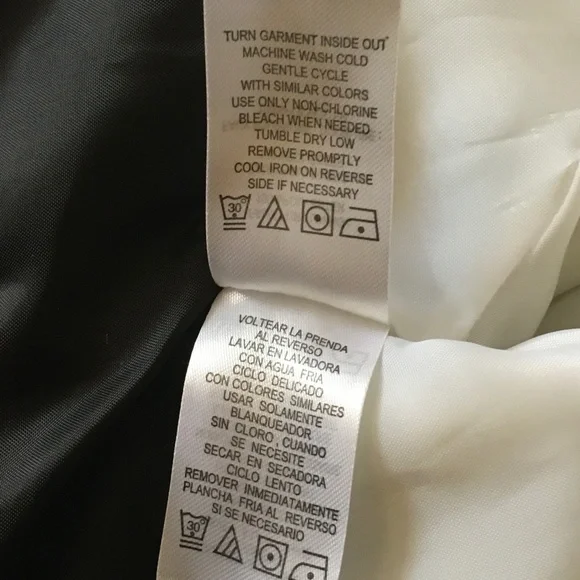 TURN GARMENT INSIDE OUT
MACHINE WASH COLD
GENTLE CYCLE
WITH SIMILAR COLORS
USE ONLY NON-CHLORINE
BLEACH WHEN NEEDED
TUMBLE DRY LOW
REMOVE PROMPTLY
COOL IRON ON REVERSE
SIDE IF NECESSARY
30°
VOLTEAR LA PRENDA
AL REVERSO
LAVAR EN LAVADORA
CON AGUA FRIA
CICLO DELICADO
CON COLORES SIMILARES
USAR SOLAMENTE
BLANQUEADOR
SIN CLORO, CUANDO
SE NECESITE
SECAR EN SECADORA
CICLO LENTO
REMOVER INMEDIATAMENTE
PLANCHA FRIA AL REVERSO
SI SE NECESARIO
30°